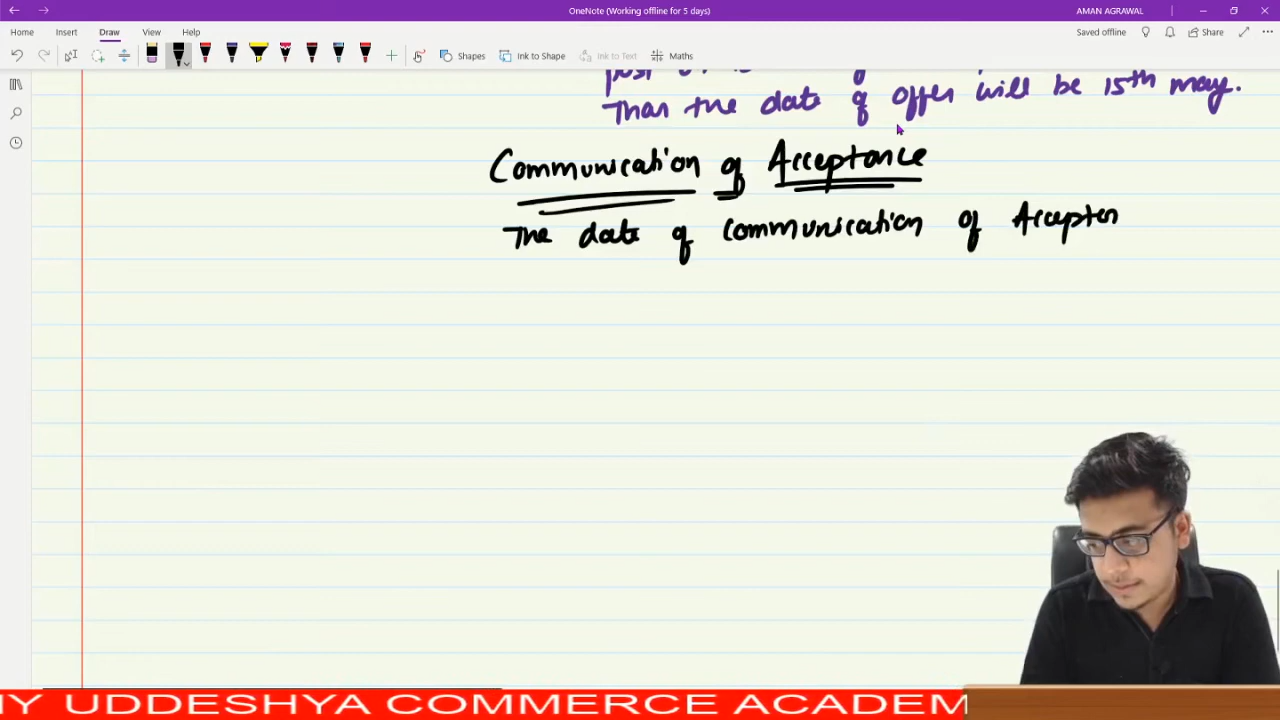 OneNote (Working offline for 5 days)
AMAN AGRAWAL
Home Insert Draw View Help
Saved offline
Share
Shapes Ink to Shape Ink to Text Maths
Than the date of offer will be 15th may.
Communication of Acceptance
The date of communication of Accepten
UDDESHYA COMMERCE ACADEM